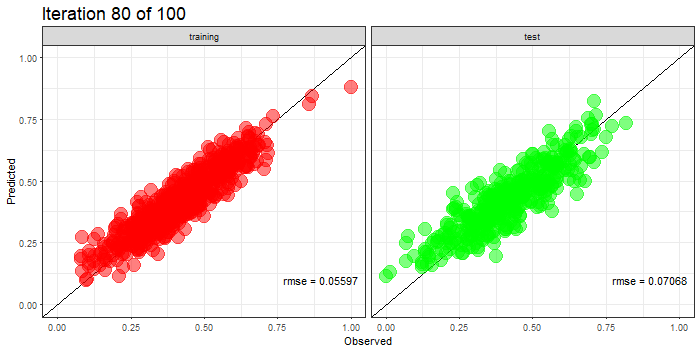 Iteration 80 of 100
training
test
1.00
0.75
0.50
0.25
0.00
Predicted
rmse = 0.05597
rmse = 0.07068
0.00 0.25 0.50 0.75 1.00 0.00 0.25 0.50 0.75 1.00
Observed